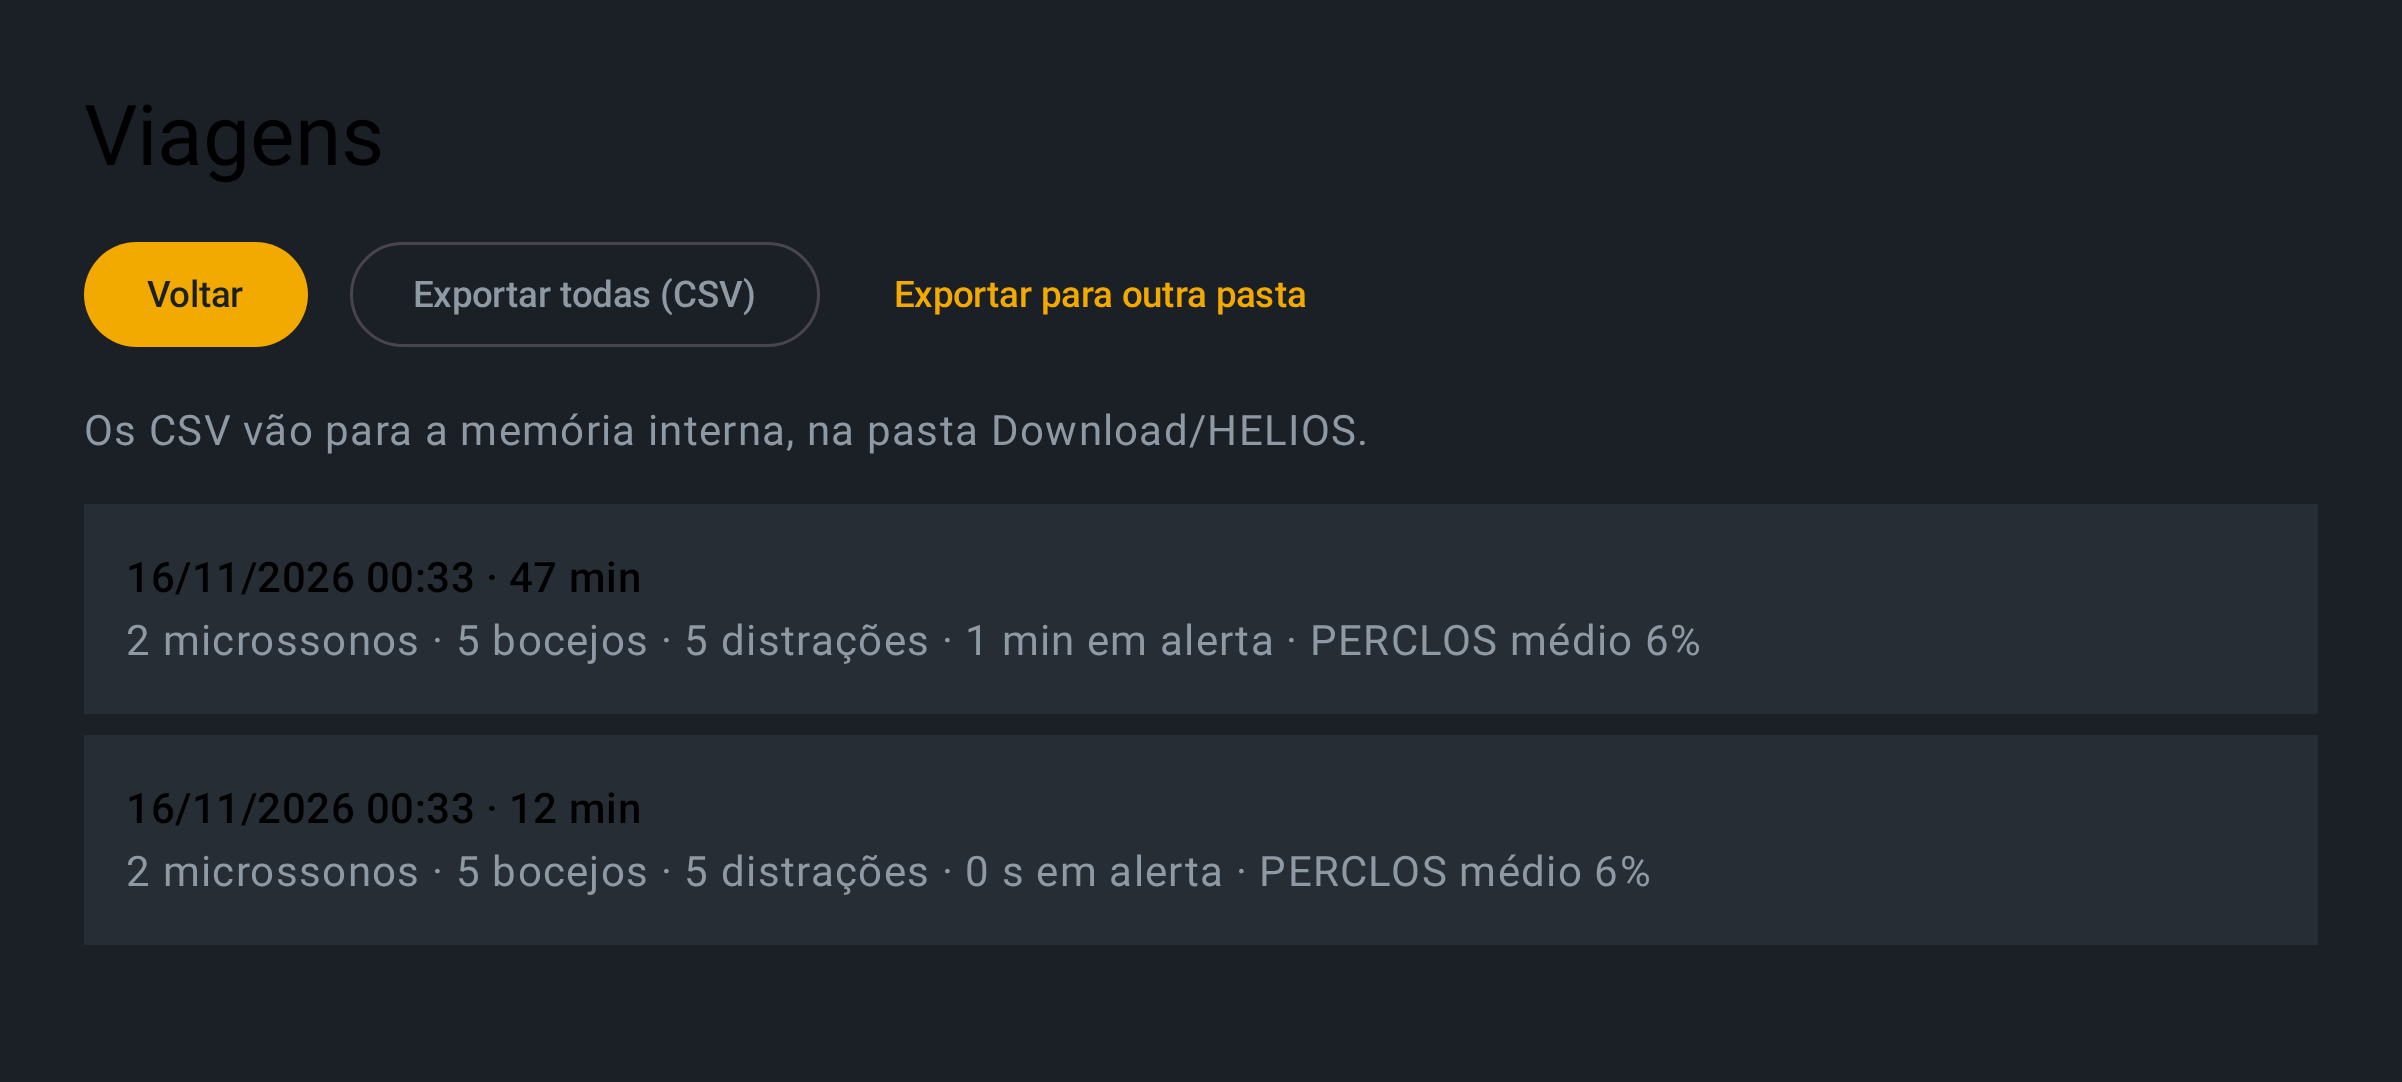 Viagens
Voltar
Exportar todas (CSV)
Exportar para outra pasta
Os CSV vão para a memória interna, na pasta Download/HELIOS.
16/11/2026 00:33 · 47 min
2 microssonos · 5 bocejos · 5 distrações · 1 min em alerta · PERCLOS médio 6%
16/11/2026 00:33 · 12 min
2 microssonos · 5 bocejos · 5 distrações · 0 s em alerta · PERCLOS médio 6%